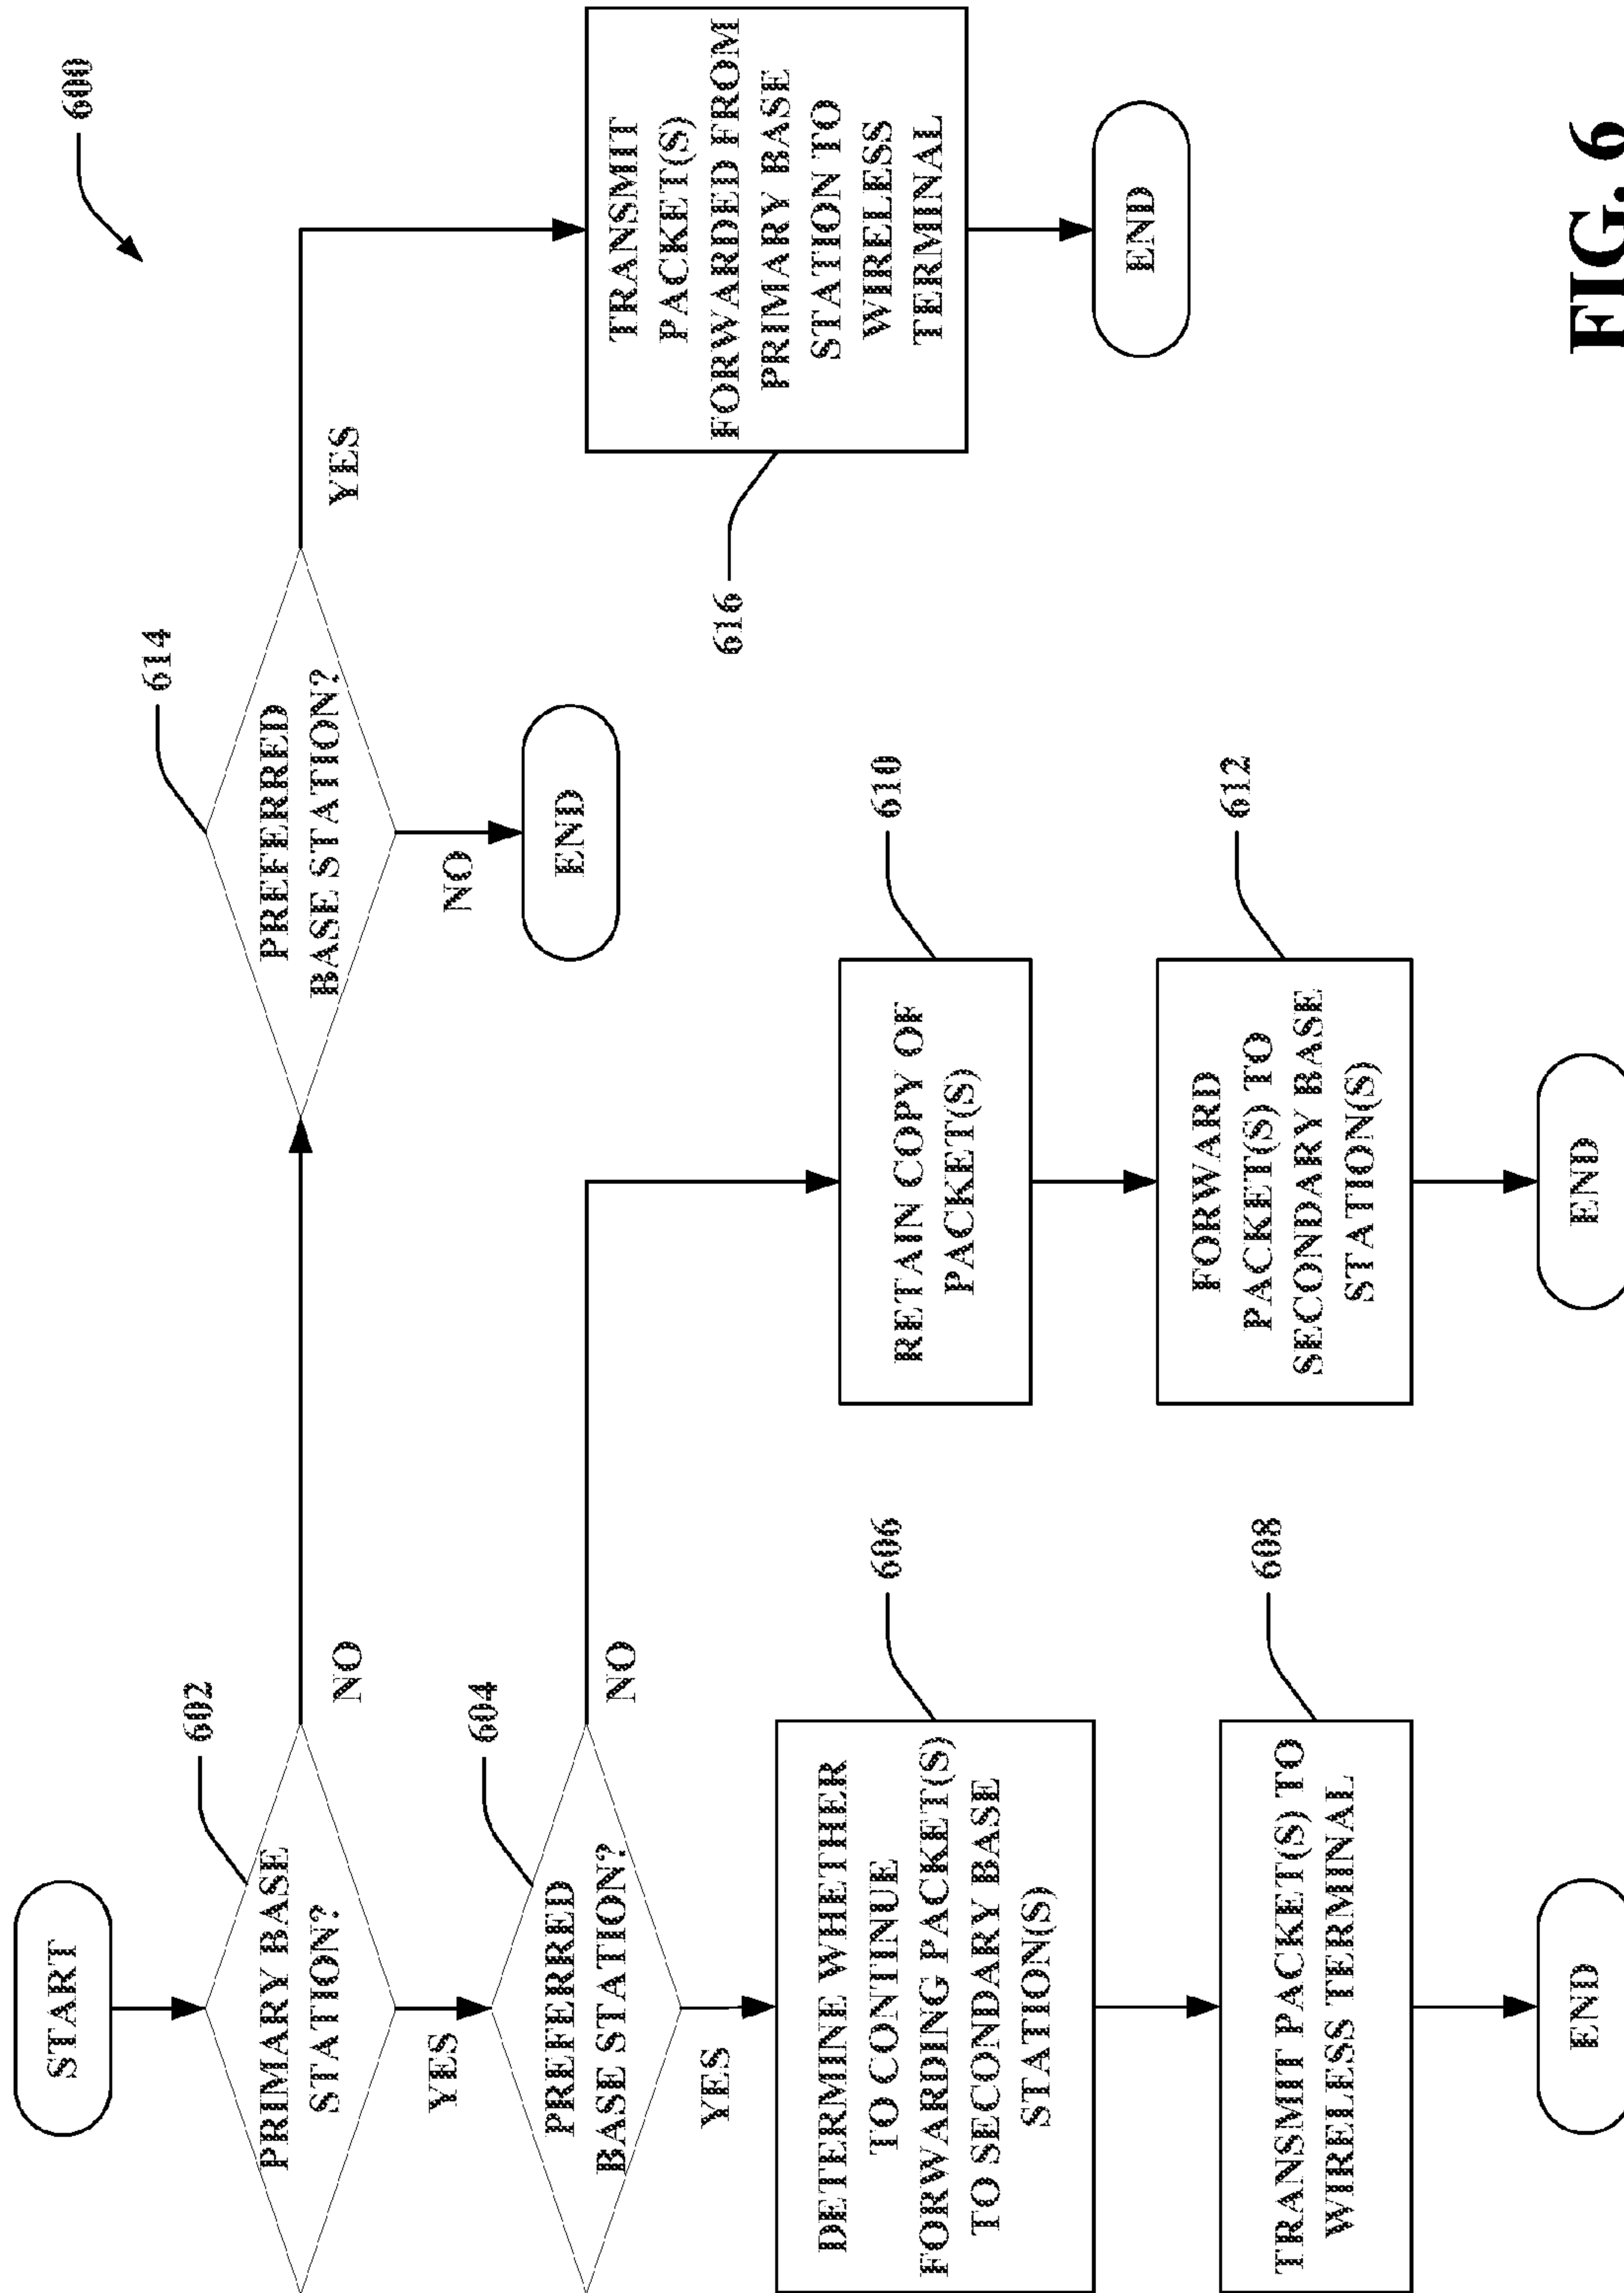 600
START
602
PRIMARY BASE
STATION?
NO
YES
614
PREFERRED
BASE STATION?
YES
NO
END
604
PREFERRED
BASE STATION?
NO
YES
616
TRANSMIT
PACKET(S)
FORWARDED FROM
PRIMARY BASE
STATION TO
WIRELESS
TERMINAL
END
606
DETERMINE WHETHER
TO CONTINUE
FORWARDING PACKET(S)
TO SECONDARY BASE
STATION(S)
610
RETAIN COPY OF
PACKET(S)
608
TRANSMIT PACKET(S) TO
WIRELESS TERMINAL
612
FORWARD
PACKET(S) TO
SECONDARY BASE
STATION(S)
END
END
FIG. 6